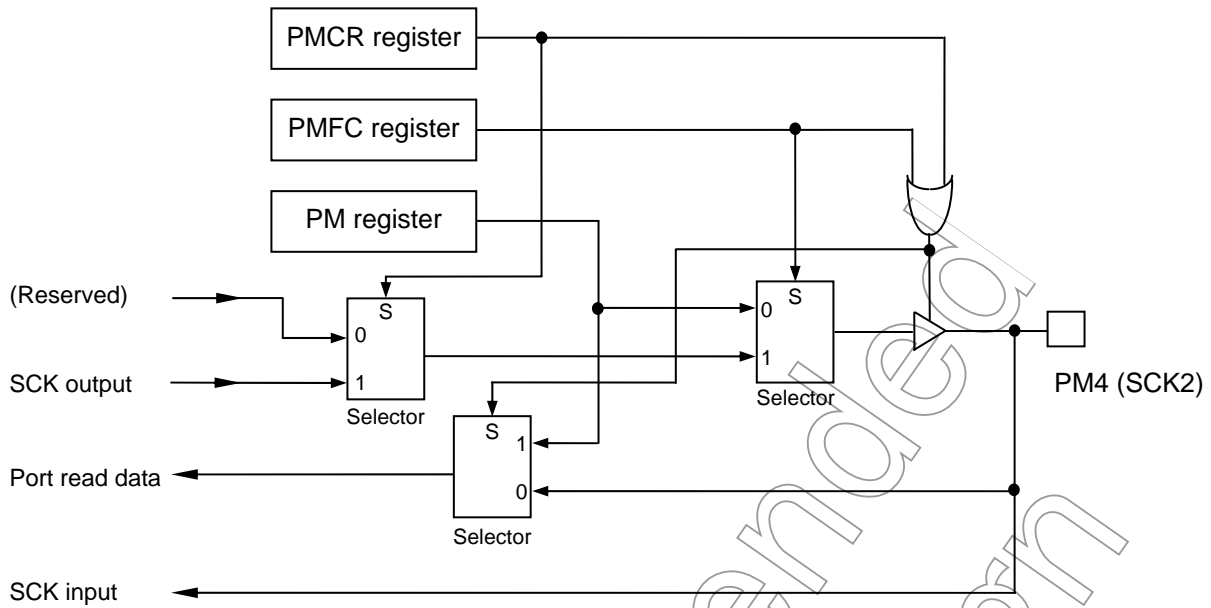 PMCR register
PMFC register
PM register
(Reserved)
S
0
1
Selector
SCK output
S
0
1
Selector
PM4 (SCK2)
S
1
0
Selector
Port read data
SCK input